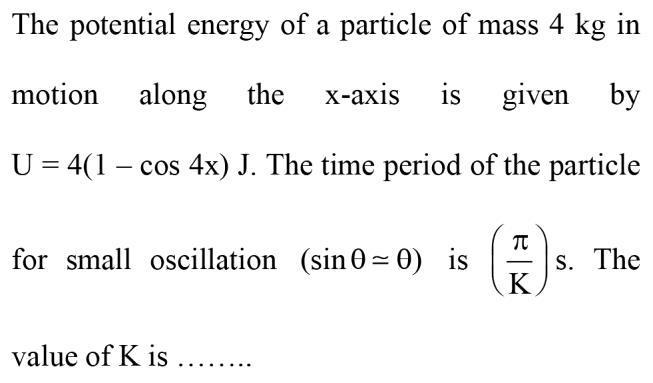 The potential energy of a particle of mass 4 kg in
motion along the x-axis is given by
U = 4(1 – cos 4x) J. The time period of the particle
for small oscillation (sin θ ≃ θ) is (π/K) s. The
value of K is ........